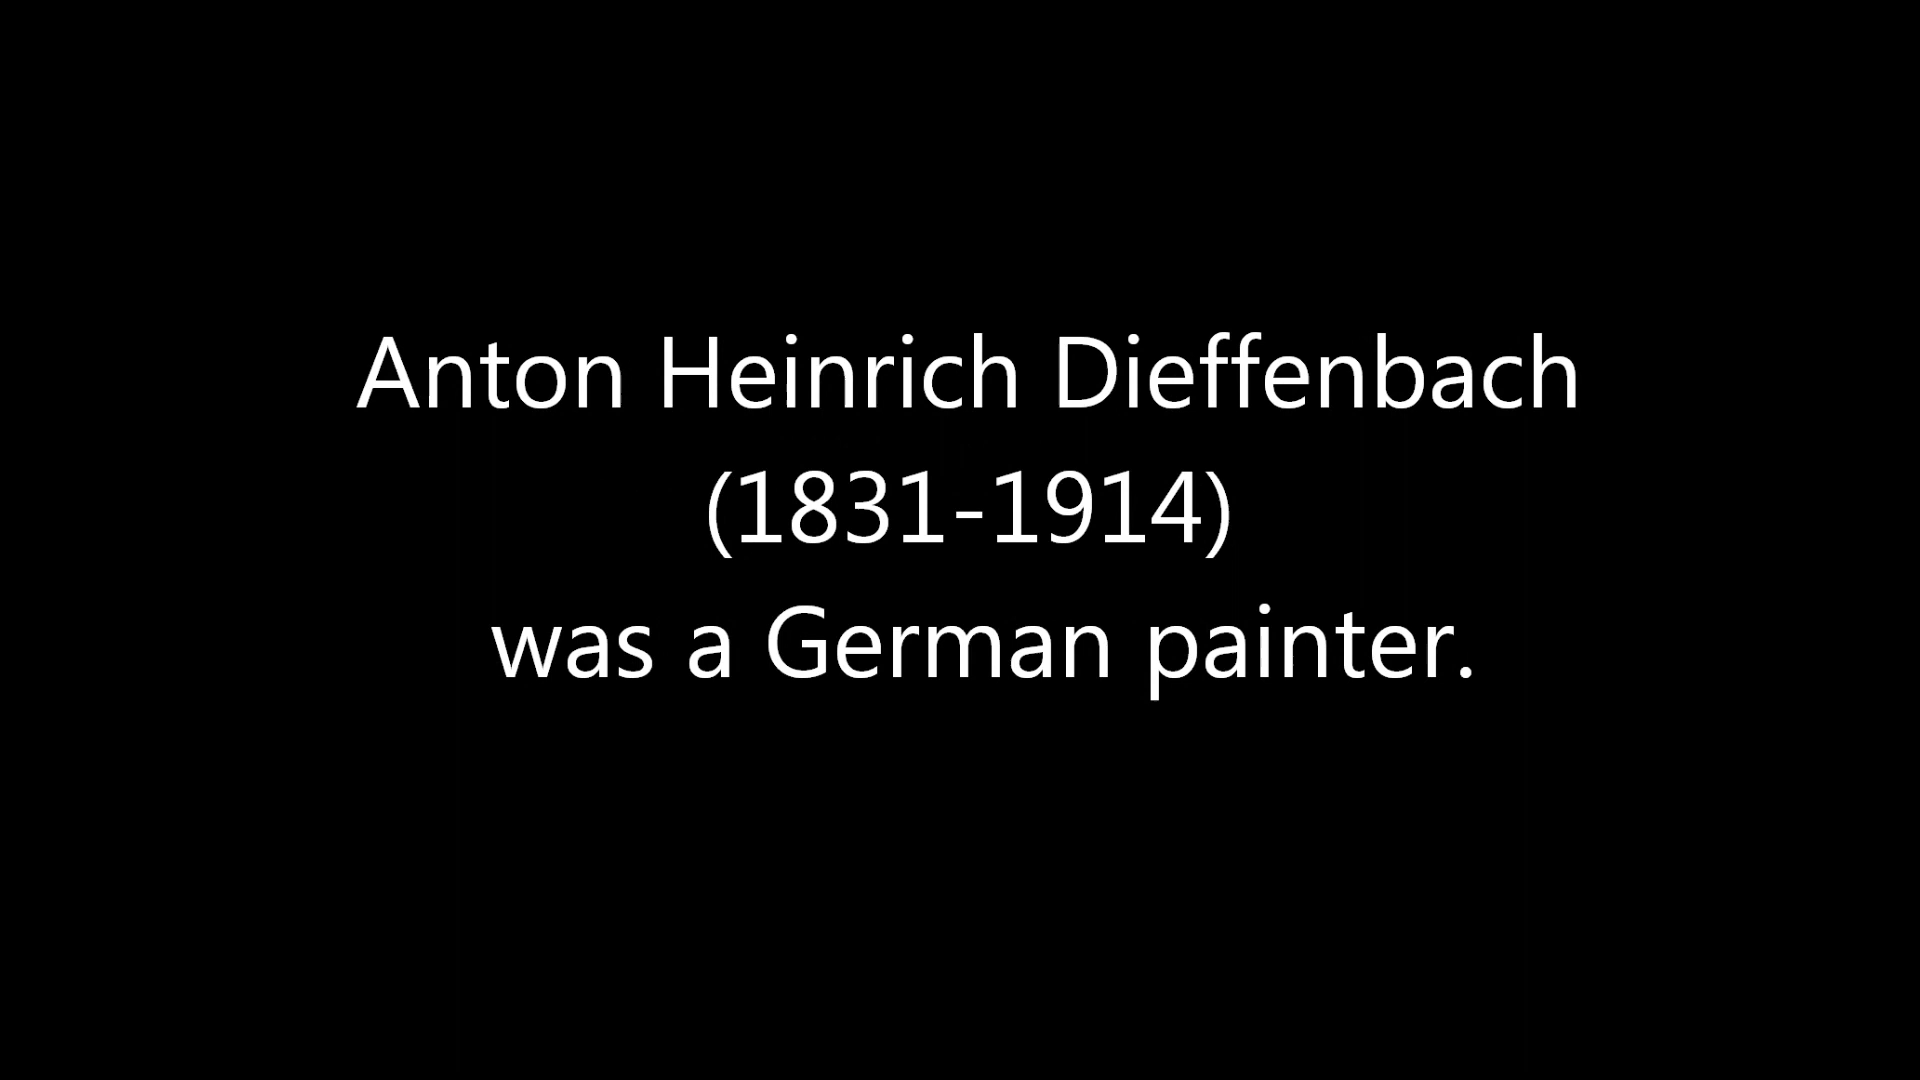 Anton Heinrich Dieffenbach
(1831-1914)
was a German painter.